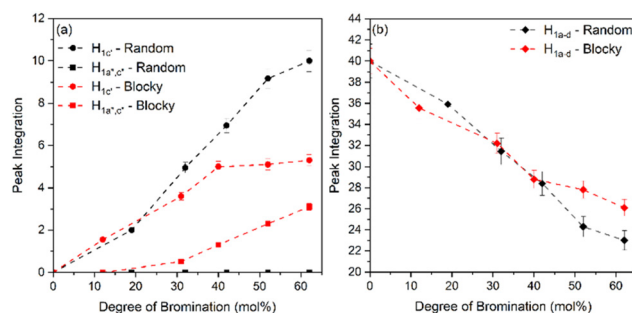 (a)
H1c' - Random
H1a*,c* - Random
H1c' - Blocky
H1a*,c* - Blocky
Peak Integration
12
10
8
6
4
2
0
0 10 20 30 40 50 60
Degree of Bromination (mol%)
(b)
H1a-d - Random
H1a-d - Blocky
Peak Integration
44
42
40
38
36
34
32
30
28
26
24
22
20
0 10 20 30 40 50 60
Degree of Bromination (mol%)